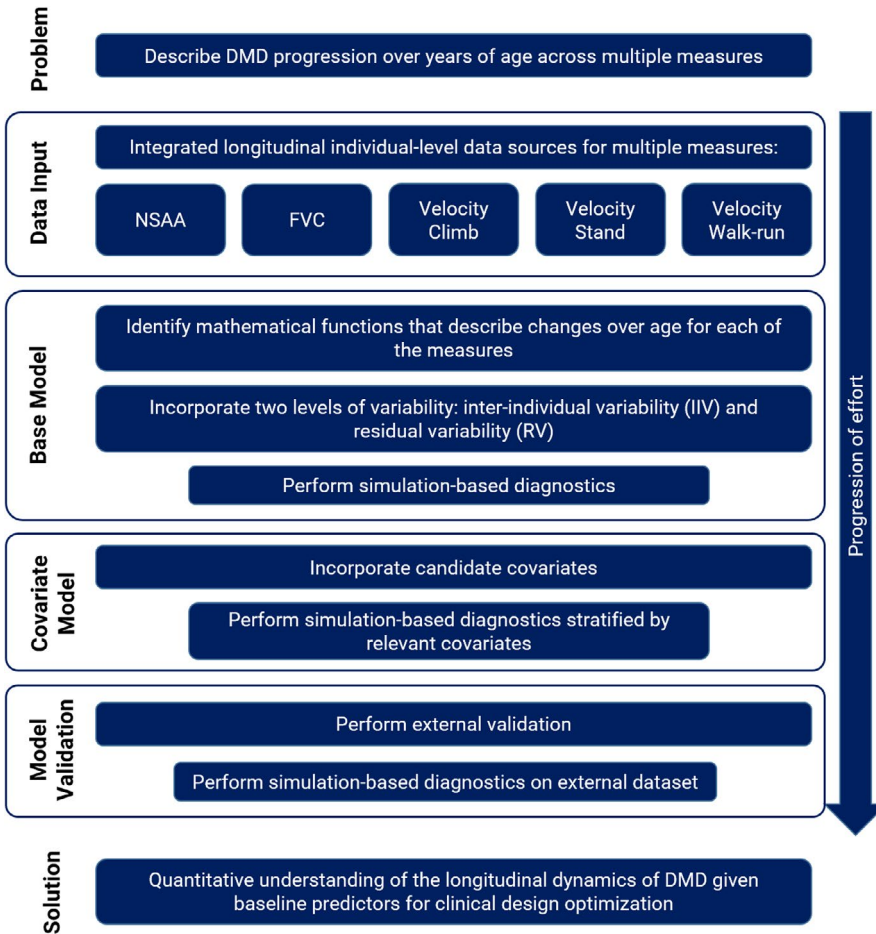 Problem
Describe DMD progression over years of age across multiple measures
Data Input
Integrated longitudinal individual-level data sources for multiple measures:
NSAA
FVC
Velocity
Climb
Velocity
Stand
Velocity
Walk-run
Base Model
Identify mathematical functions that describe changes over age for each of
the measures
Incorporate two levels of variability: inter-individual variability (IIV) and
residual variability (RV)
Perform simulation-based diagnostics
Covariate
Model
Incorporate candidate covariates
Perform simulation-based diagnostics stratified by
relevant covariates
Model
Validation
Perform external validation
Perform simulation-based diagnostics on external dataset
Solution
Quantitative understanding of the longitudinal dynamics of DMD given
baseline predictors for clinical design optimization
Progression of effort